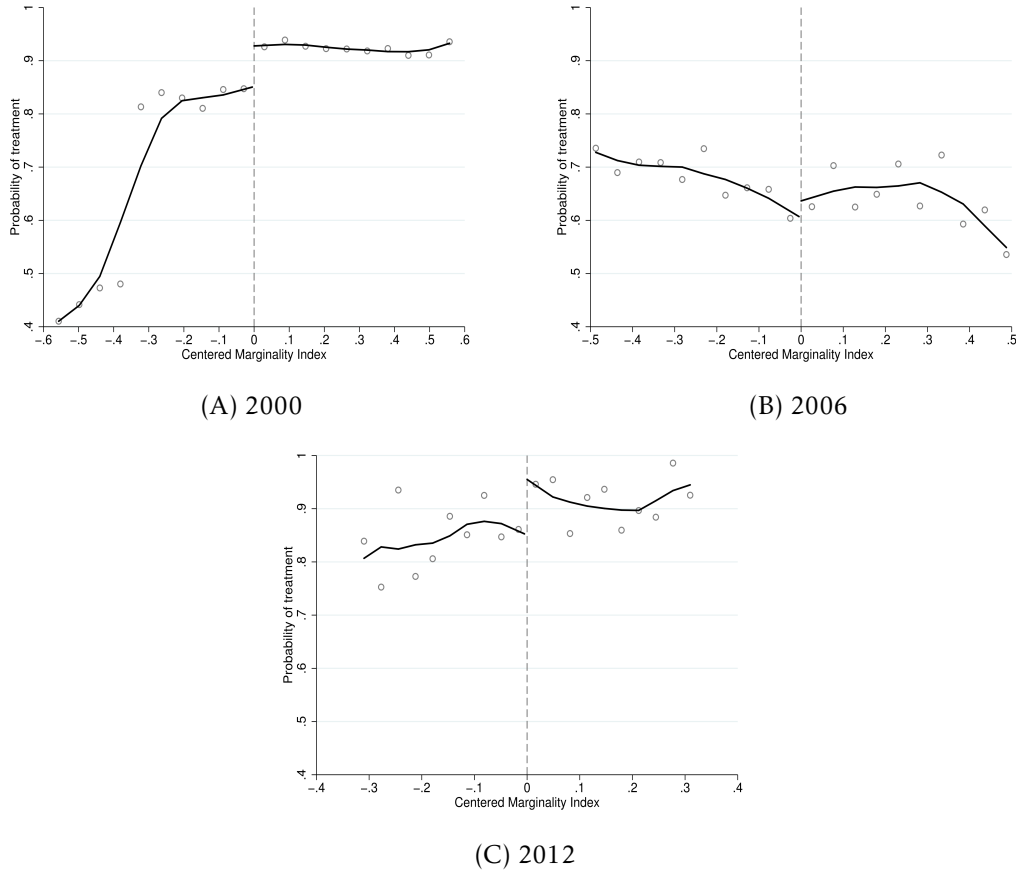 Probability of treatment
1
.9
.8
.7
.6
.5
.4
−.6 −.5 −.4 −.3 −.2 −.1 0 .1 .2 .3 .4 .5 .6
Centered Marginality Index
(A) 2000
Probability of treatment
1
.9
.8
.7
.6
.5
.4
−.5 −.4 −.3 −.2 −.1 0 .1 .2 .3 .4 .5
Centered Marginality Index
(B) 2006
Probability of treatment
1
.9
.8
.7
.6
.5
.4
−.4 −.3 −.2 −.1 0 .1 .2 .3 .4
Centered Marginality Index
(C) 2012